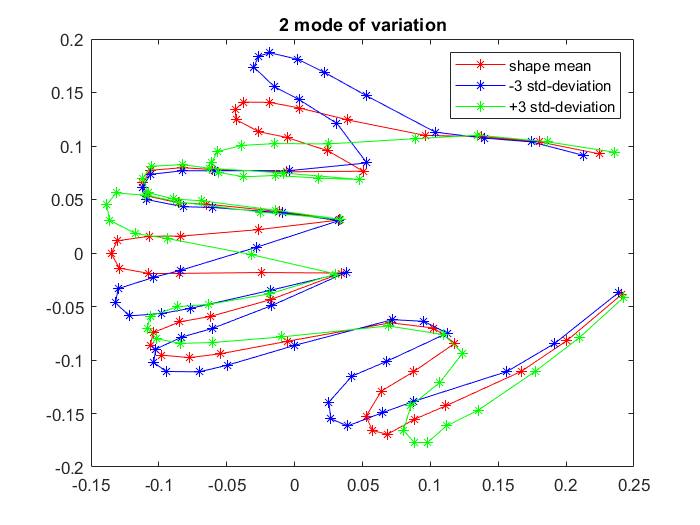 2 mode of variation
shape mean
-3 std-deviation
+3 std-deviation
0.2
0.15
0.1
0.05
0
-0.05
-0.1
-0.15
-0.2
-0.15 -0.1 -0.05 0 0.05 0.1 0.15 0.2 0.25